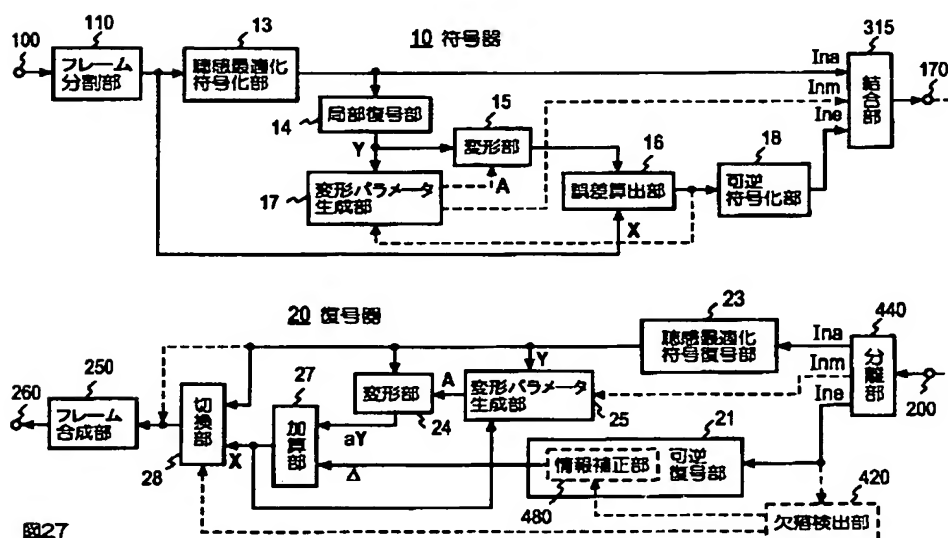 110
13
10 符号器
315
100
フレーム
分割部
聴感最適化
符号化部
Ina
170
Inm
結合部
15
局部復号部
14
Ine
Y
変形部
16
18
変形パラメータ
生成部
17
A
誤差算出部
可逆
符号化部
X
20 復号器
23
440
聴感最適化
符号復号部
Ina
260
250
27
Y
Inm
分離部
切換部
変形部
A
変形パラメータ
生成部
フレーム
合成部
加算部
Ine
200
24
25
21
aY
X
28
情報補正部
可逆
復号部
420
Δ
480
欠落検出部
図27